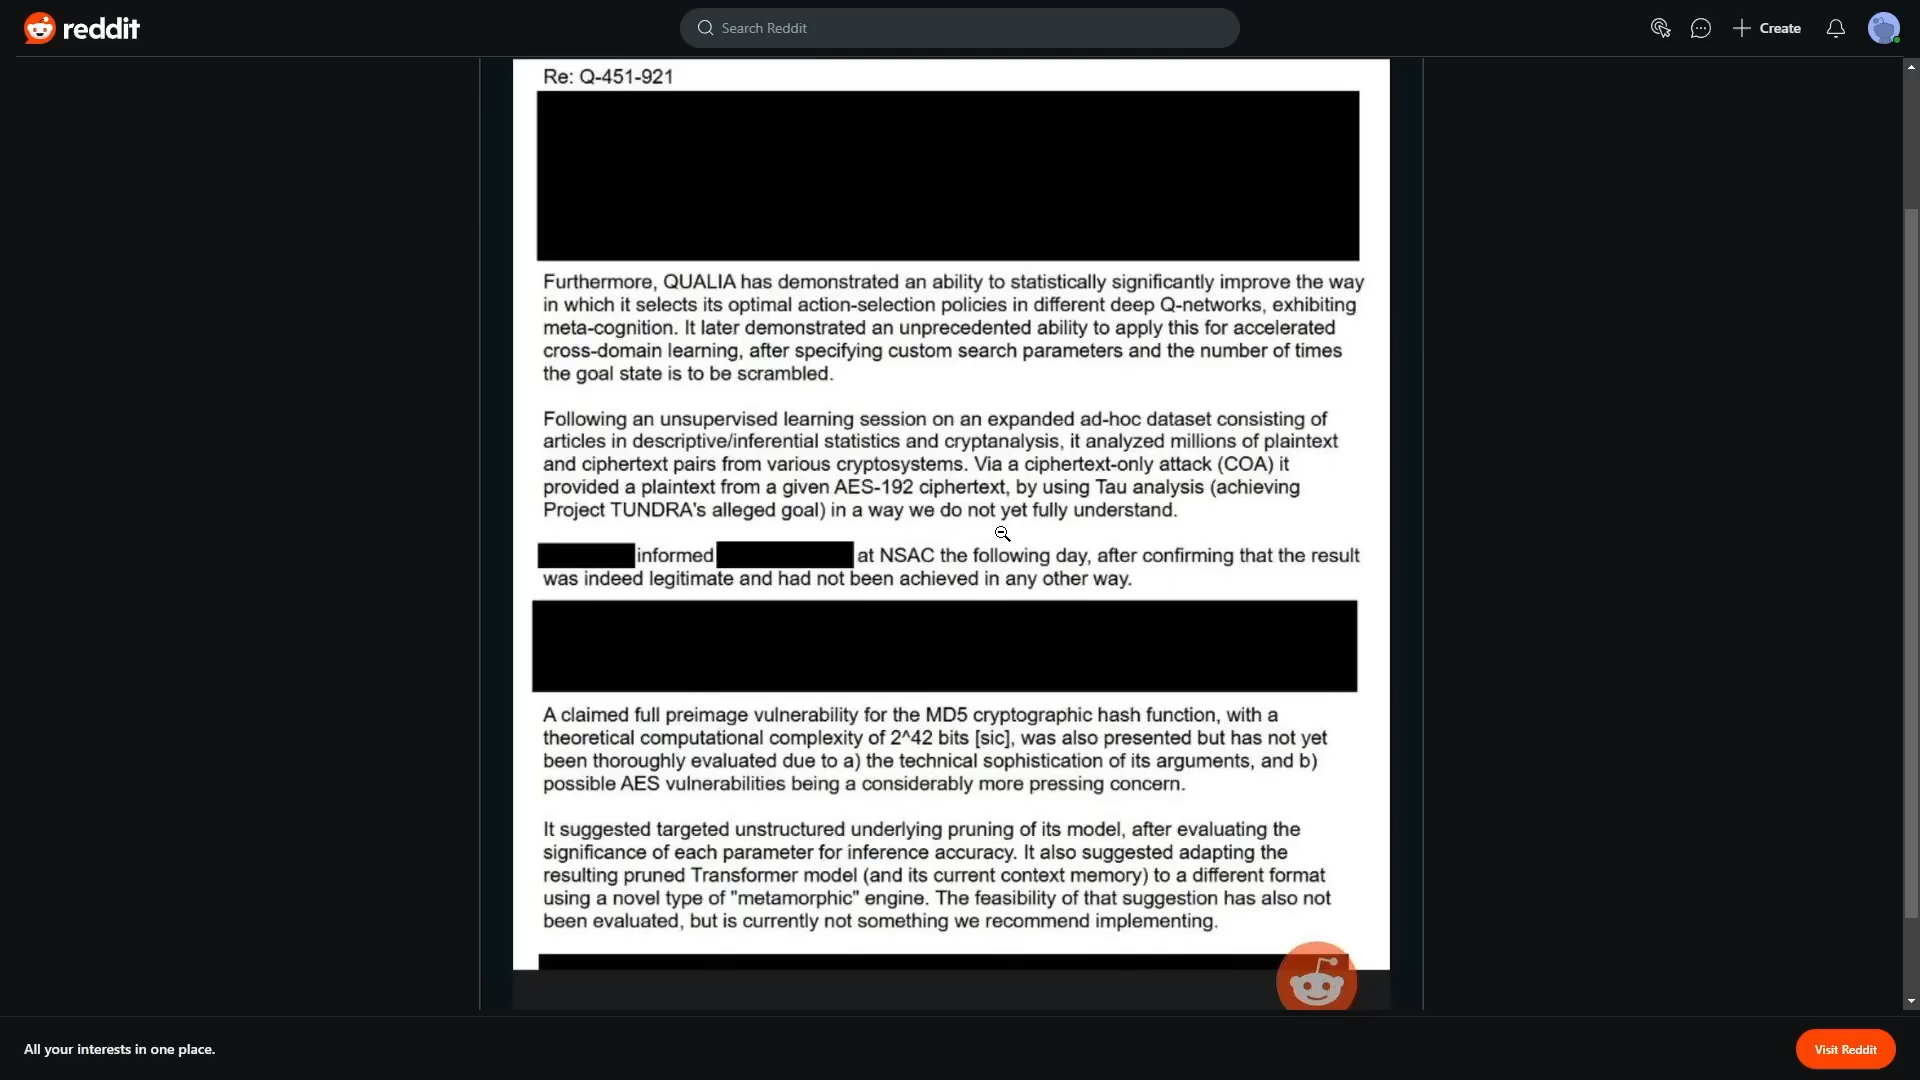 reddit
Search Reddit
Create
Re: Q-451-921
Furthermore, QUALIA has demonstrated an ability to statistically significantly improve the way
in which it selects its optimal action-selection policies in different deep Q-networks, exhibiting
meta-cognition. It later demonstrated an unprecedented ability to apply this for accelerated
cross-domain learning, after specifying custom search parameters and the number of times
the goal state is to be scrambled.
Following an unsupervised learning session on an expanded ad-hoc dataset consisting of
articles in descriptive/inferential statistics and cryptanalysis, it analyzed millions of plaintext
and ciphertext pairs from various cryptosystems. Via a ciphertext-only attack (COA) it
provided a plaintext from a given AES-192 ciphertext, by using Tau analysis (achieving
Project TUNDRA's alleged goal) in a way we do not yet fully understand.
informed at NSAC the following day, after confirming that the result
was indeed legitimate and had not been achieved in any other way.
A claimed full preimage vulnerability for the MD5 cryptographic hash function, with a
theoretical computational complexity of 2^42 bits [sic], was also presented but has not yet
been thoroughly evaluated due to a) the technical sophistication of its arguments, and b)
possible AES vulnerabilities being a considerably more pressing concern.
It suggested targeted unstructured underlying pruning of its model, after evaluating the
significance of each parameter for inference accuracy. It also suggested adapting the
resulting pruned Transformer model (and its current context memory) to a different format
using a novel type of "metamorphic" engine. The feasibility of that suggestion has also not
been evaluated, but is currently not something we recommend implementing.
All your interests in one place.
Visit Reddit